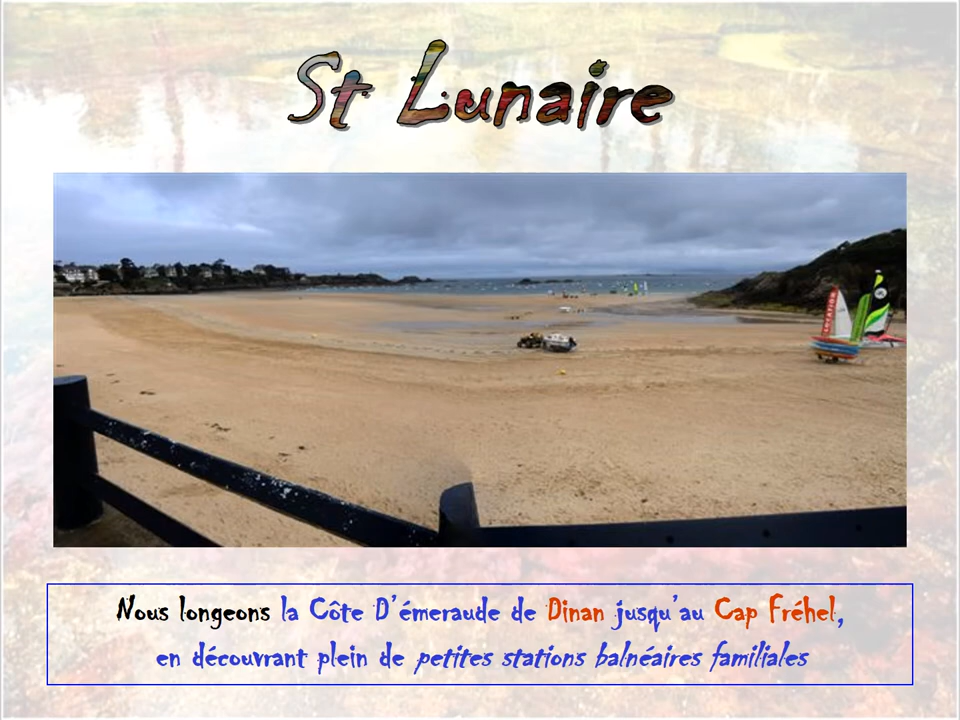 St Lunaire
LOCATION
Nous longeons la Côte D'émeraude de Dinan jusqu'au Cap Fréhel,
en découvrant plein de petites stations balnéaires familiales